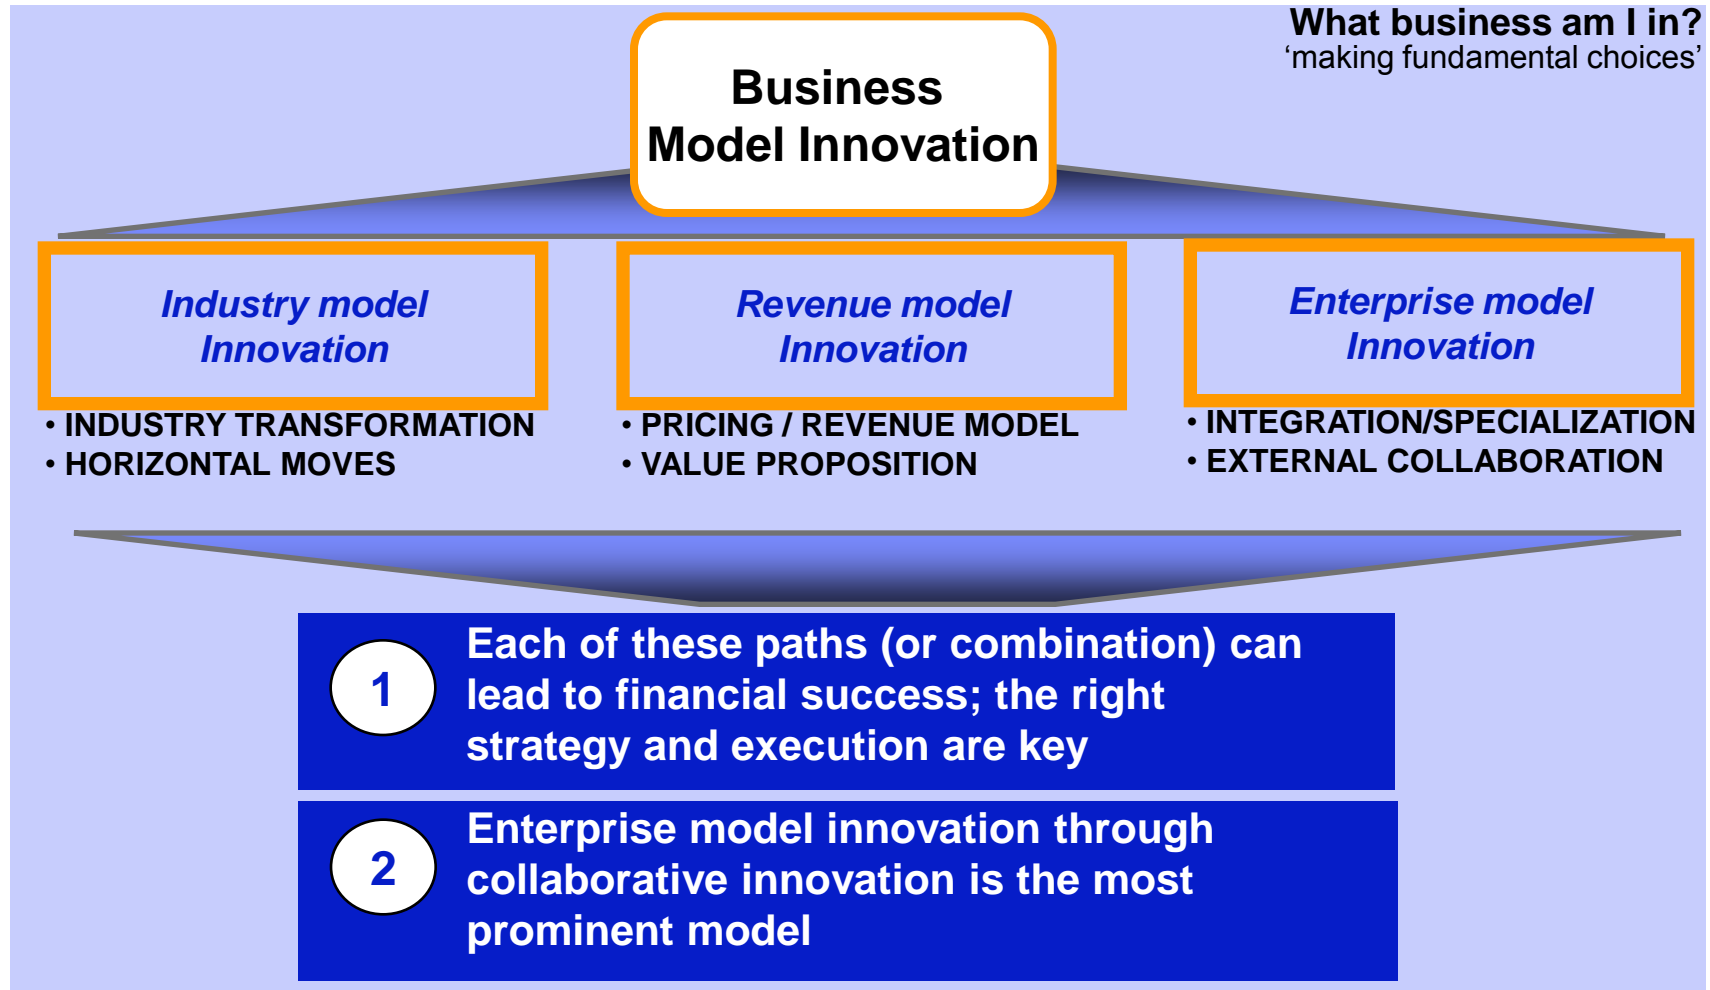 What business am I in?
‘making fundamental choices’
Business
Model Innovation
Industry model
Innovation
• INDUSTRY TRANSFORMATION
• HORIZONTAL MOVES
Revenue model
Innovation
• PRICING / REVENUE MODEL
• VALUE PROPOSITION
Enterprise model
Innovation
• INTEGRATION/SPECIALIZATION
• EXTERNAL COLLABORATION
1
Each of these paths (or combination) can
lead to financial success; the right
strategy and execution are key
2
Enterprise model innovation through
collaborative innovation is the most
prominent model